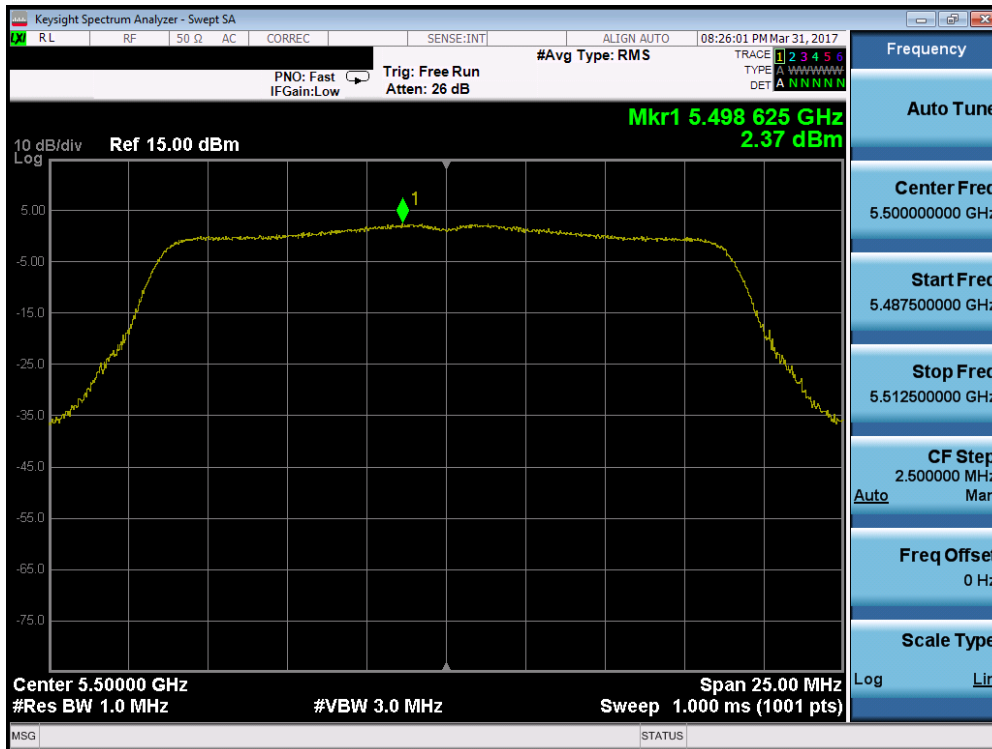 Keysight Spectrum Analyzer - Swept SA
LXI RL RF 50 Ω AC CORREC SENSE:INT ALIGN AUTO 08:26:01 PM Mar 31, 2017
#Avg Type: RMS TRACE 1 2 3 4 5 6
PNO: Fast Trig: Free Run TYPE A WWWWW
IFGain:Low Atten: 26 dB DET A N N N N N
Mkr1 5.498 625 GHz
10 dB/div Ref 15.00 dBm 2.37 dBm
Log
1
5.00
-5.00
-15.0
-25.0
-35.0
-45.0
-55.0
-65.0
-75.0
Center 5.50000 GHz Span 25.00 MHz
#Res BW 1.0 MHz #VBW 3.0 MHz Sweep 1.000 ms (1001 pts)
MSG STATUS
Frequency
Auto Tune
Center Freq
5.500000000 GHz
Start Freq
5.487500000 GHz
Stop Freq
5.512500000 GHz
CF Step
2.500000 MHz
Auto Man
Freq Offset
0 Hz
Scale Type
Log Lin